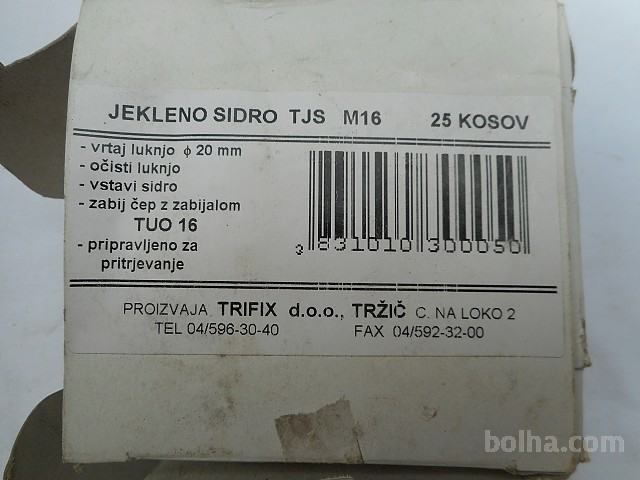 JEKLENO SIDRO TJS M16 25 KOSOV
- vrtaj luknjo ϕ 20 mm
- očisti luknjo
- vstavi sidro
- zabij čep z zabijalom
TUO 16
- pripravljeno za
pritrjevanje
3 831010 300050
PROIZVAJA TRIFIX d.o.o., TRŽIČ C. NA LOKO 2
TEL 04/596-30-40 FAX 04/592-32-00
bolha.com